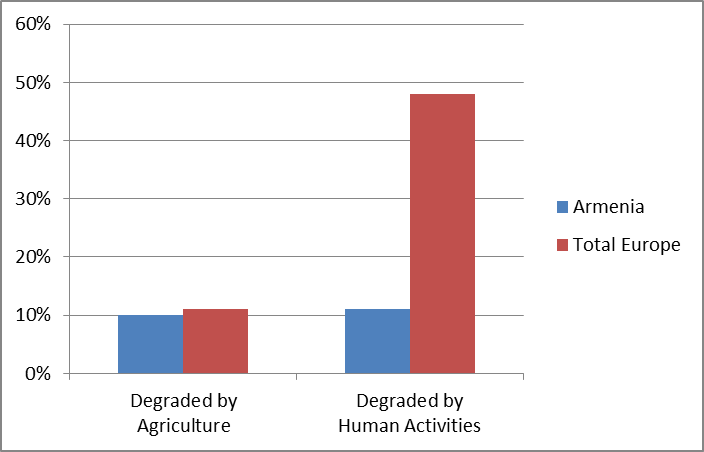 60%
50%
40%
30%
20%
10%
0%
Degraded by
Agriculture
Degraded by
Human Activities
Armenia
Total Europe